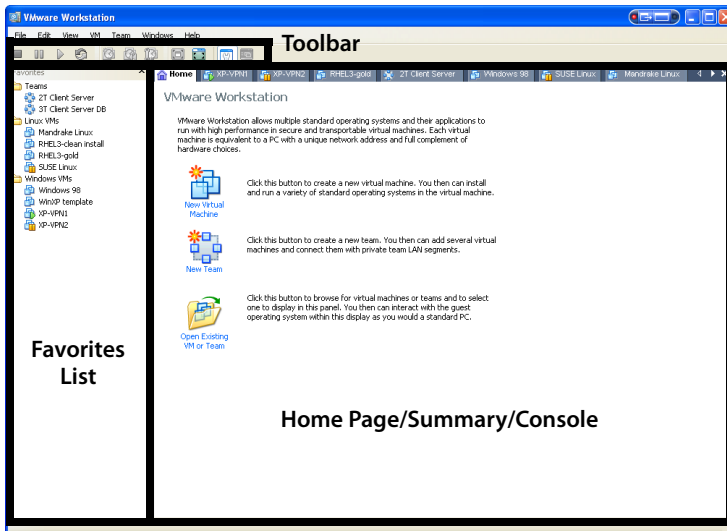 VMware Workstation
File Edit View VM Team Windows Help
Toolbar
Favorites
Home XP-VPN1 XP-VPN2 RHEL3-gold 2T Client Server Windows 98 SUSE Linux Mandrake Linux
Teams
2T Client Server
3T Client Server DB
Linux VMs
Mandrake Linux
RHEL3-clean install
RHEL3-gold
SUSE Linux
Windows VMs
Windows 98
WinXP template
XP-VPN1
XP-VPN2
VMware Workstation
VMware Workstation allows multiple standard operating systems and their applications to
run with high performance in secure and transportable virtual machines. Each virtual
machine is equivalent to a PC with a unique network address and full complement of
hardware choices.
New Virtual
Machine
Click this button to create a new virtual machine. You then can install
and run a variety of standard operating systems in the virtual machine.
New Team
Click this button to create a new team. You then can add several virtual
machines and connect them with private team LAN segments.
Open Existing
VM or Team
Click this button to browse for virtual machines or teams and to select
one to display in this panel. You then can interact with the guest
operating system within this display as you would a standard PC.
Favorites
List
Home Page/Summary/Console